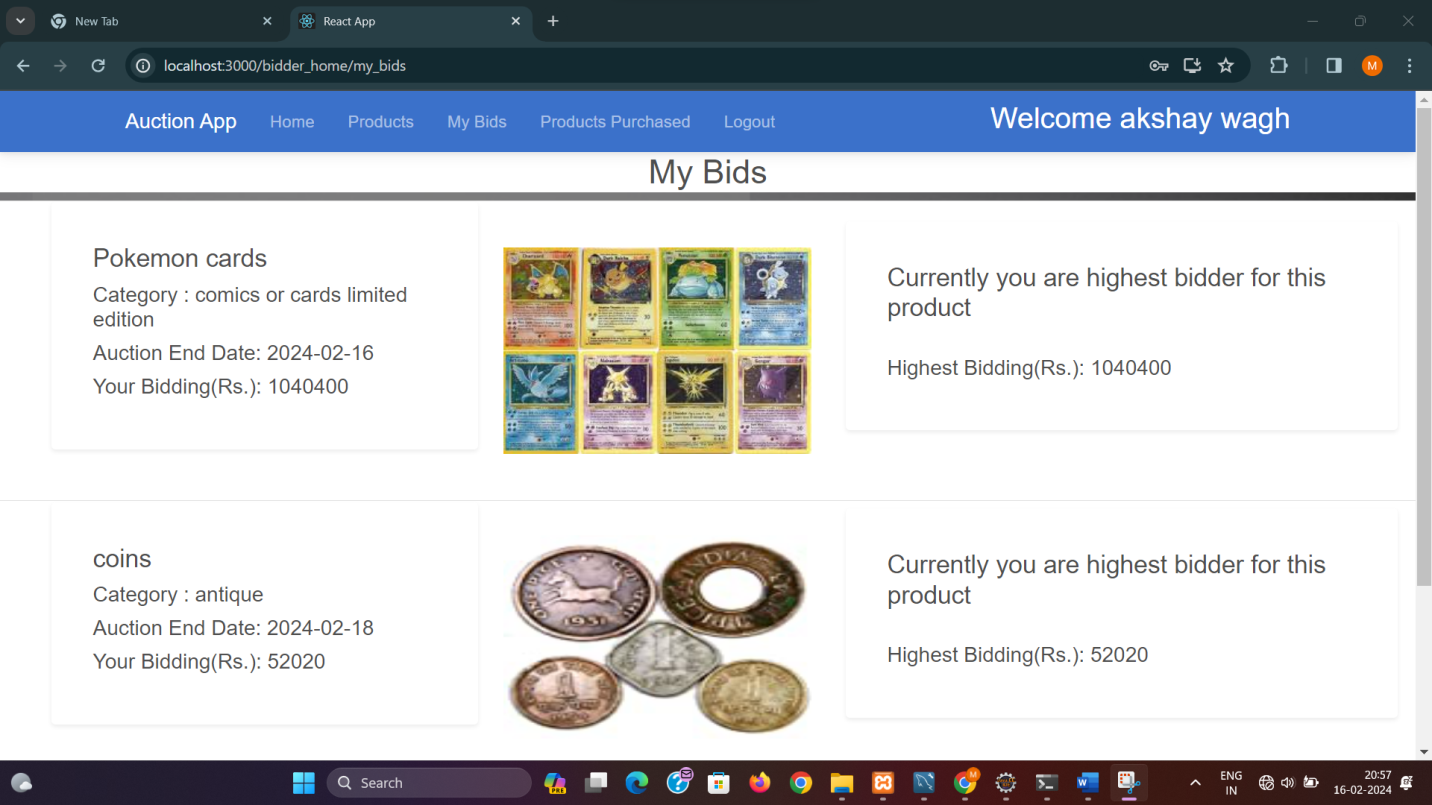 New Tab
React App
localhost:3000/bidder_home/my_bids
M
Auction App
Home
Products
My Bids
Products Purchased
Logout
Welcome akshay wagh
My Bids
Pokemon cards
Category : comics or cards limited
edition
Auction End Date: 2024-02-16
Your Bidding(Rs.): 1040400
Currently you are highest bidder for this
product
Highest Bidding(Rs.): 1040400
coins
Category : antique
Auction End Date: 2024-02-18
Your Bidding(Rs.): 52020
INDIA
1
Currently you are highest bidder for this
product
Highest Bidding(Rs.): 52020
Search
PRE
M
ENG
IN
20:57
16-02-2024